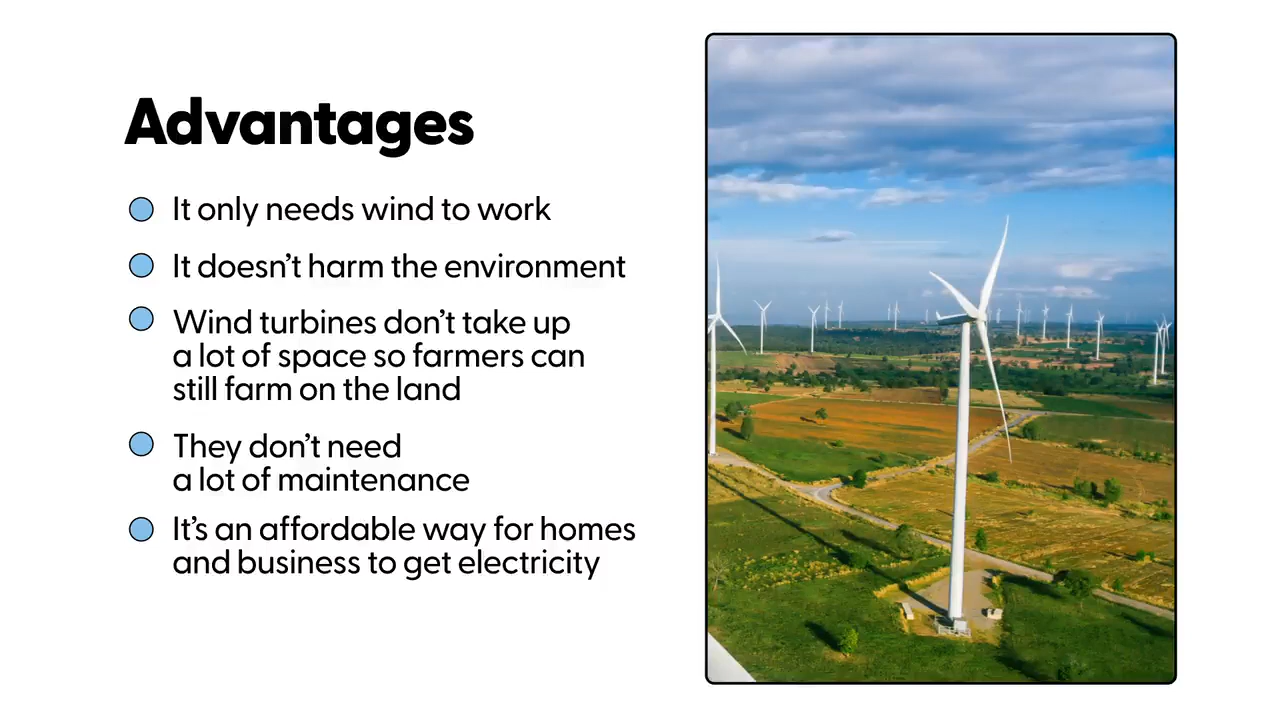 Advantages
It only needs wind to work
It doesn't harm the environment
Wind turbines don't take up
a lot of space so farmers can
still farm on the land
They don't need
a lot of maintenance
It's an affordable way for homes
and business to get electricity